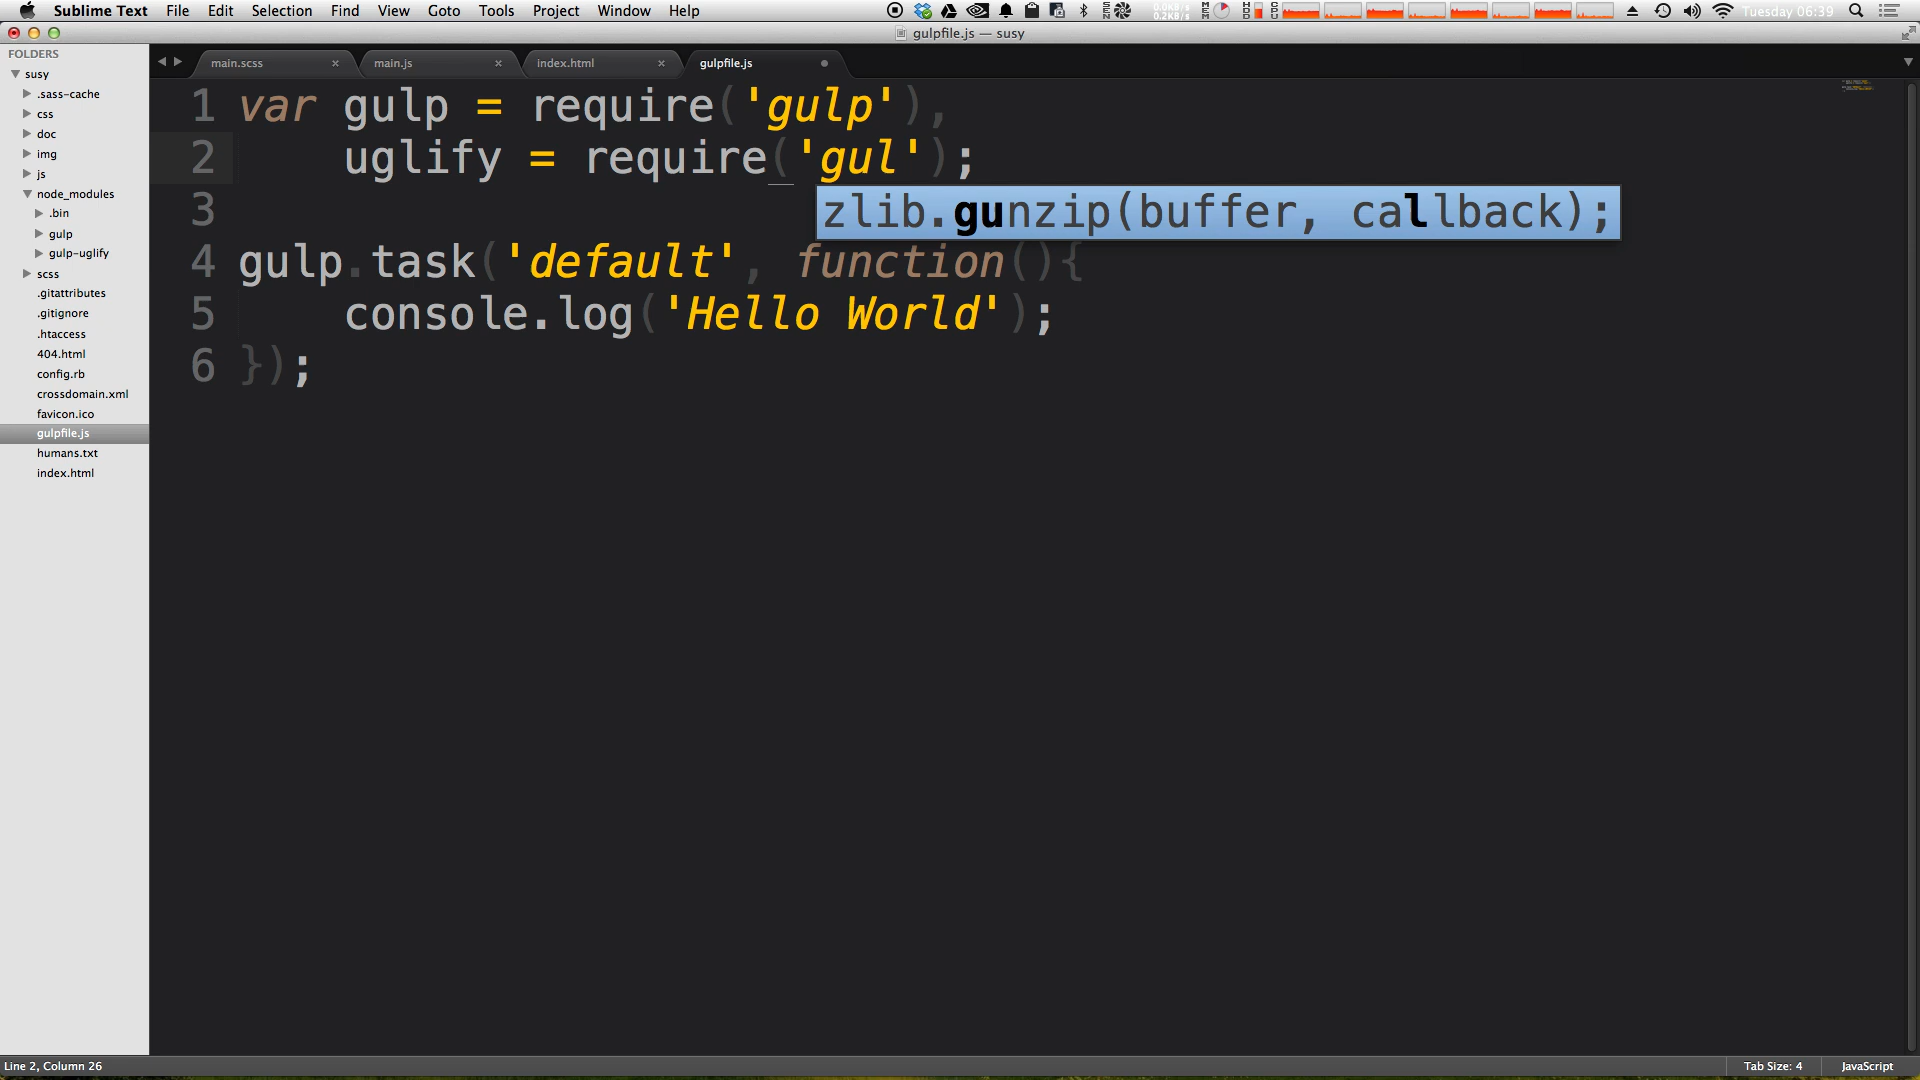 Sublime Text File Edit Selection Find View Goto Tools Project Window Help Tuesday 06:39
gulpfile.js — susy
FOLDERS
susy
.sass-cache
css
doc
img
js
node_modules
.bin
gulp
gulp-uglify
scss
.gitattributes
.gitignore
.htaccess
404.html
config.rb
crossdomain.xml
favicon.ico
gulpfile.js
humans.txt
index.html
main.scss main.js index.html gulpfile.js
1 var gulp = require('gulp'),
2 uglify = require('gul');
zlib.gunzip(buffer, callback);
3
4 gulp.task('default', function(){
5 console.log('Hello World');
6 });
Line 2, Column 26 Tab Size: 4 JavaScript